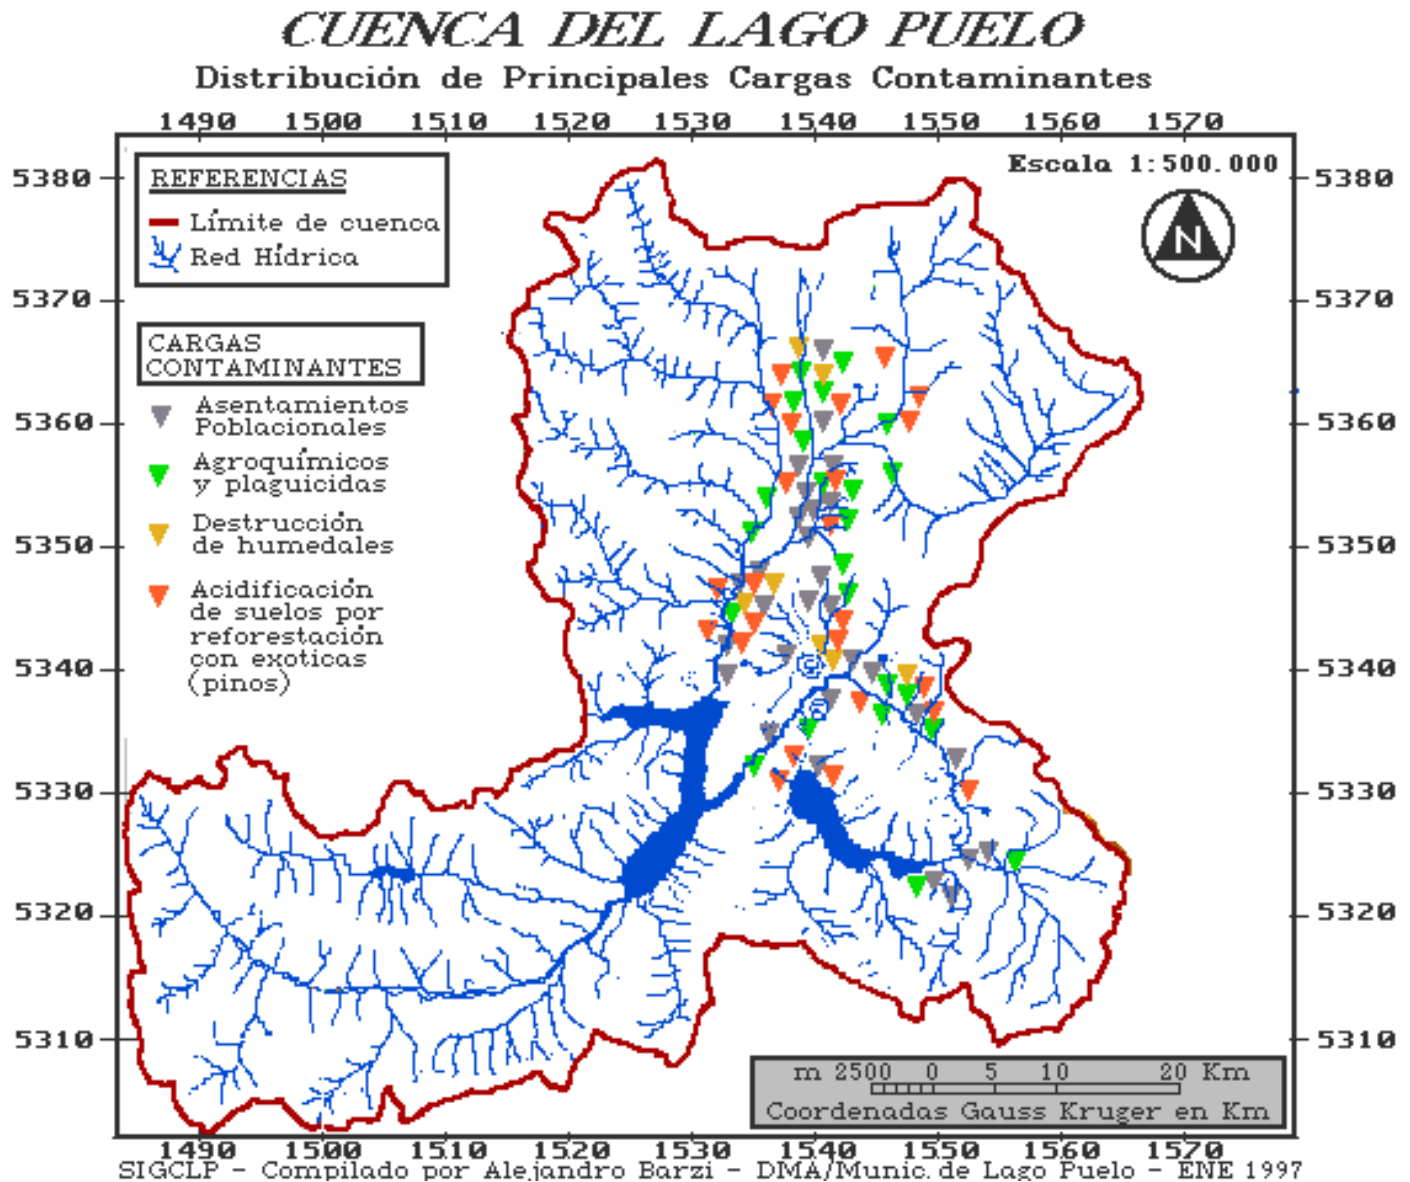 CUENCA DEL LAGO PUELO
Distribución de Principales Cargas Contaminantes
1490 1500 1510 1520 1530 1540 1550 1560 1570
REFERENCIAS
Límite de cuenca
Red Hídrica
Escala 1:500.000
N
CARGAS
CONTAMINANTES
Asentamientos
Poblacionales
Agroquímicos
y plaguicidas
Destrucción
de humedales
Acidificación
de suelos por
reforestación
con exoticas
(pinos)
5380 5380
5370 5370
5360 5360
5350 5350
5340 5340
5330 5330
5320 5320
5310 5310
m 2500 0 5 10 20 Km
Coordenadas Gauss Kruger en Km
1490 1500 1510 1520 1530 1540 1550 1560 1570
SIGCLP - Compilado por Alejandro Barzi - DMA/Munic. de Lago Puelo - ENE 1997